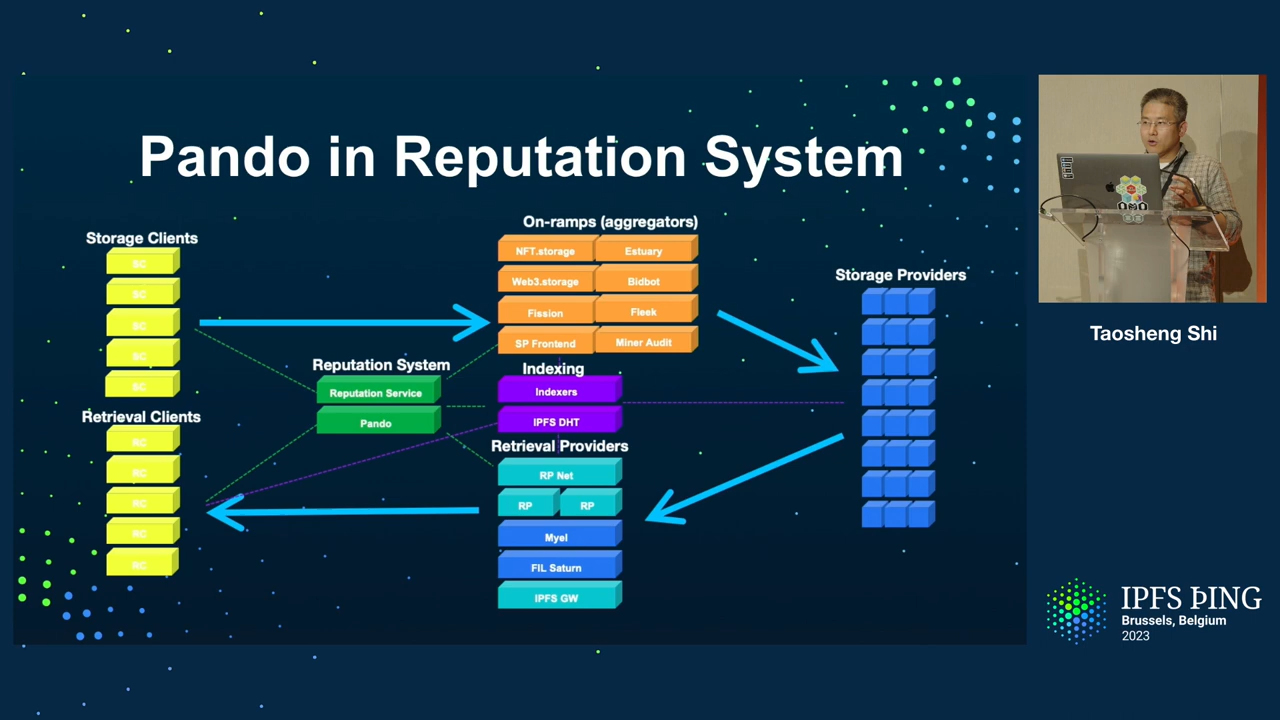 Pando in Reputation System
Storage Clients
SC
SC
SC
SC
SC
Retrieval Clients
RC
RC
RC
RC
RC
Reputation System
Reputation Service
Pando
On-ramps (aggregators)
NFT.storage
Estuary
Web3.storage
Bidbot
Fission
Fleek
SP Frontend
Miner Audit
Indexing
Indexers
IPFS DHT
Retrieval Providers
RP Net
RP
RP
Myel
FIL Saturn
IPFS GW
Storage Providers
Taosheng Shi
IPFS ÞING
Brussels, Belgium
2023